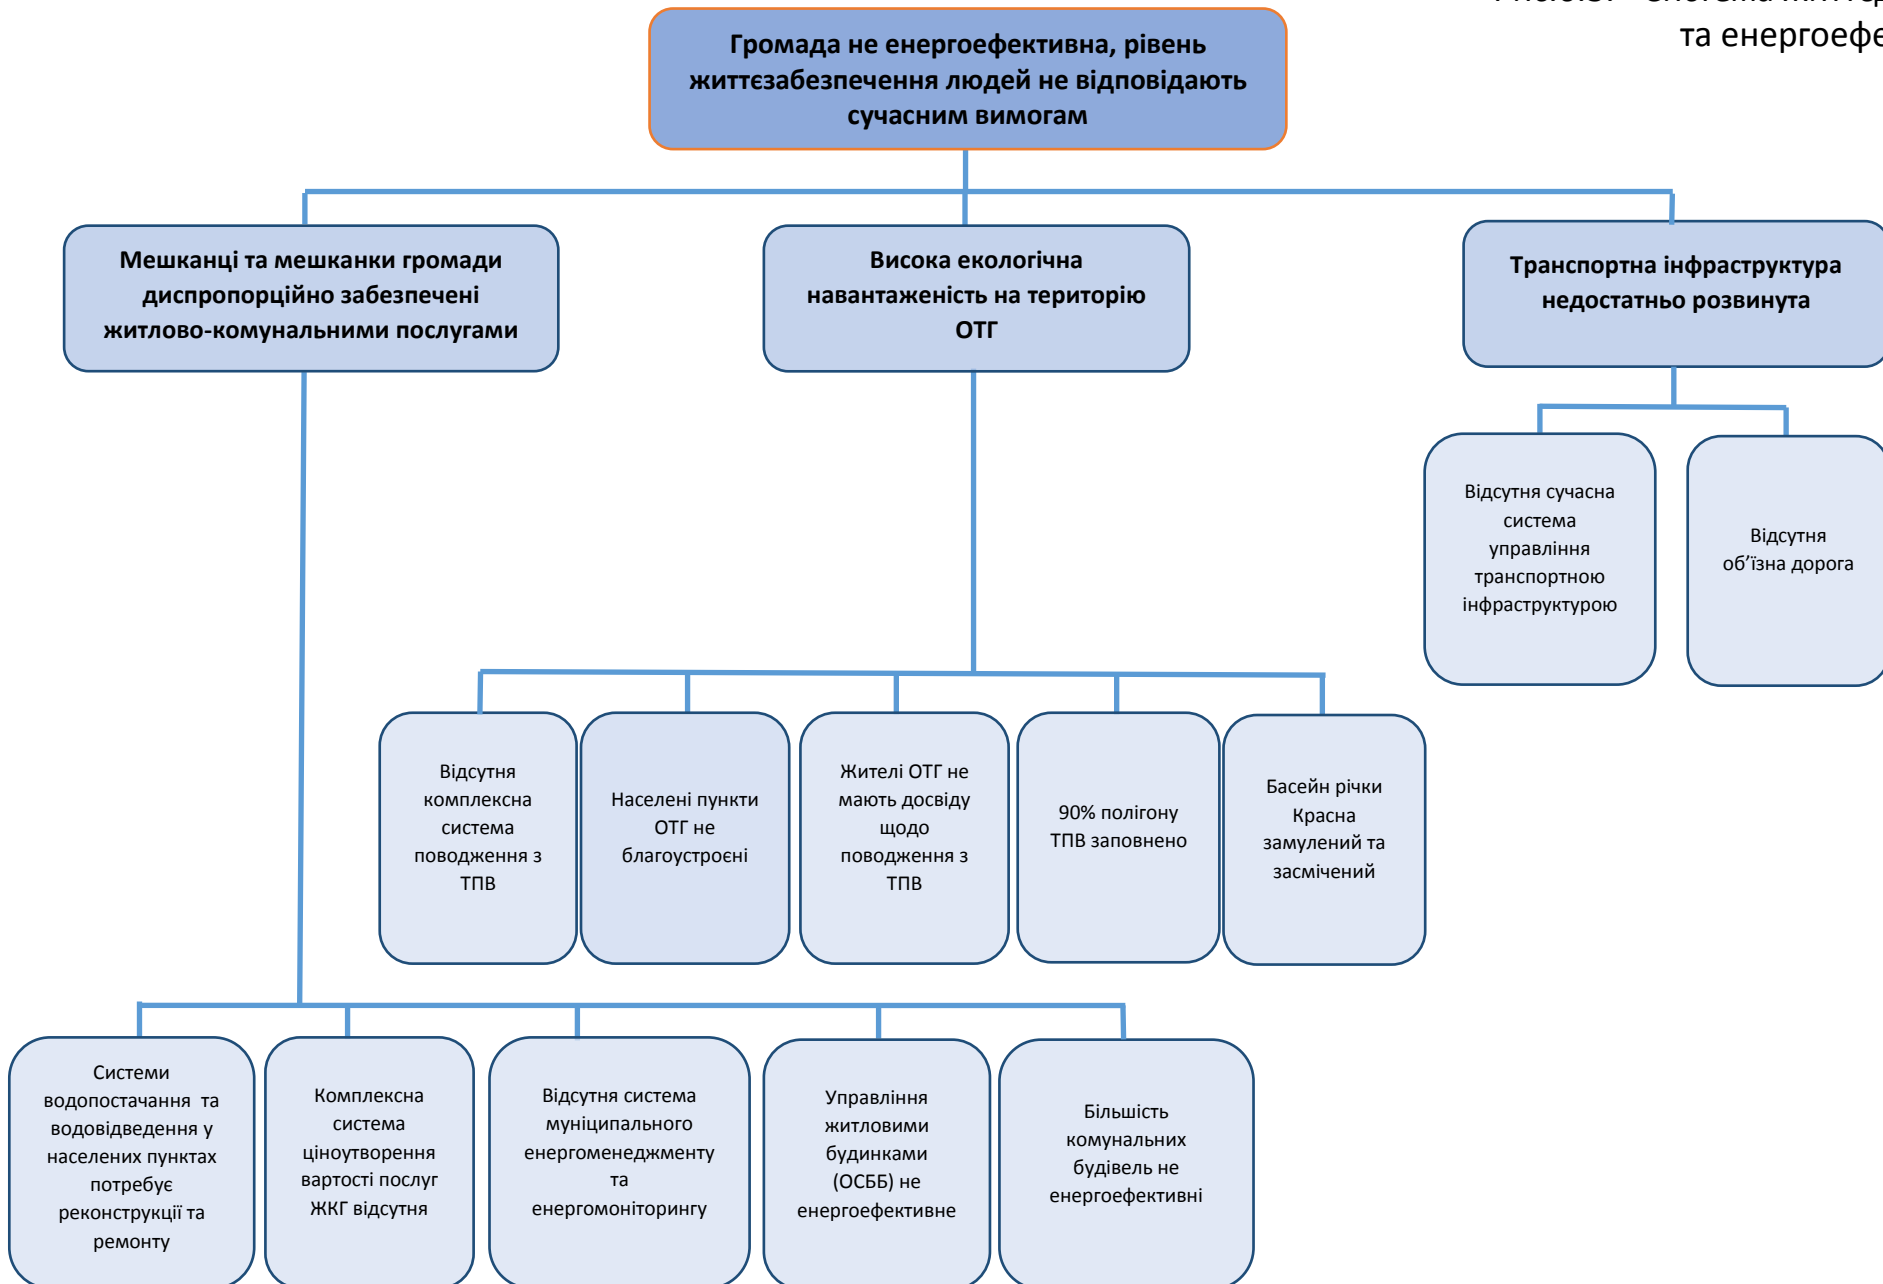 та енергоефе
Громада не енергоефективна, рівень
життєзабезпечення людей не відповідають
сучасним вимогам
Мешканці та мешканки громади
диспропорційно забезпечені
житлово-комунальними послугами
Висока екологічна
навантаженість на територію
ОТГ
Транспортна інфраструктура
недостатньо розвинута
Відсутня сучасна
система
управління
транспортною
інфраструктурою
Відсутня
об’їзна дорога
Відсутня
комплексна
система
поводження з
ТПВ
Населені пункти
ОТГ не
благоустроєні
Жителі ОТГ не
мають досвіду
щодо
поводження з
ТПВ
90% полігону
ТПВ заповнено
Басейн річки
Красна
замулений та
засмічений
Системи
водопостачання та
водовідведення у
населених пунктах
потребує
реконструкції та
ремонту
Комплексна
система
ціноутворення
вартості послуг
ЖКГ відсутня
Відсутня система
муніципального
енергоменеджменту
та
енергомоніторингу
Управління
житловими
будинками
(ОСББ) не
енергоефективне
Більшість
комунальних
будівель не
енергоефективні